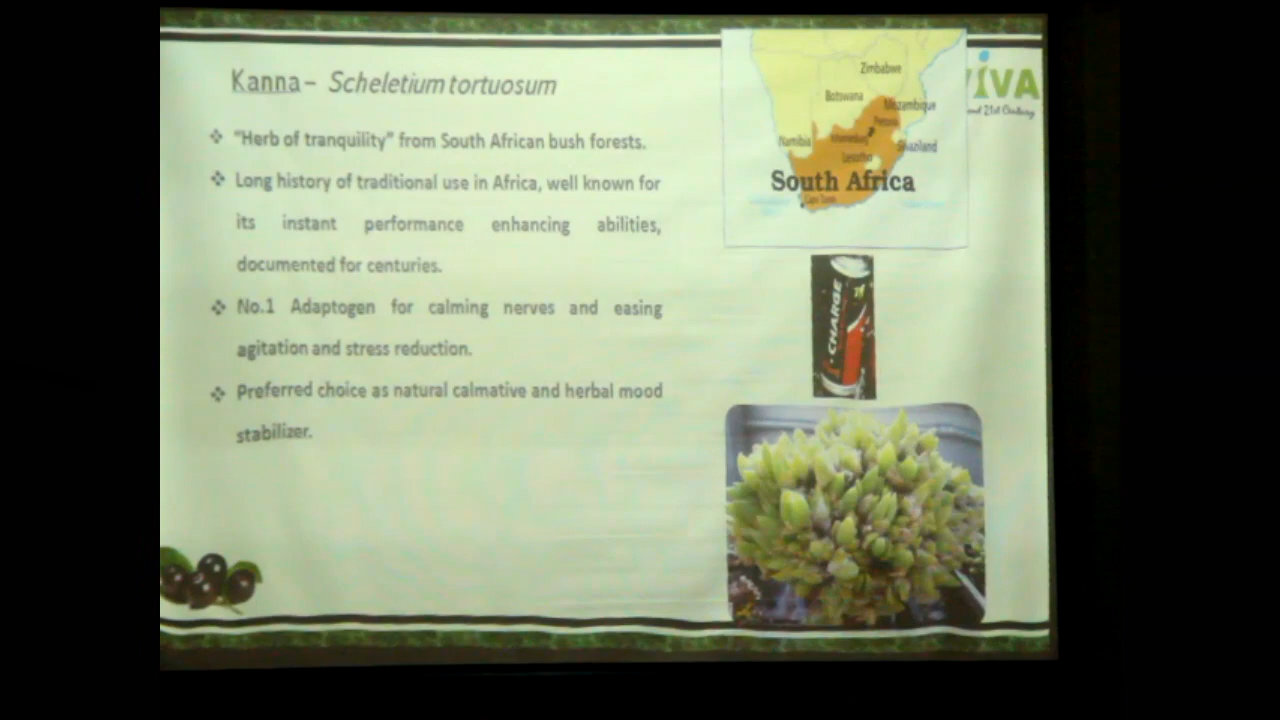 Kanna – Scheletium tortuosum
"Herb of tranquility" from South African bush forests.
Long history of traditional use in Africa, well known for
its instant performance enhancing abilities,
documented for centuries.
No.1 Adaptogen for calming nerves and easing
agitation and stress reduction.
Preferred choice as natural calmative and herbal mood
stabilizer.
Zimbabwe
Botswana
Mozambique
Pretoria
Namibia
Swaziland
Lesotho
South Africa
Cape Town
VIVA
and 21st Century
CHARGE